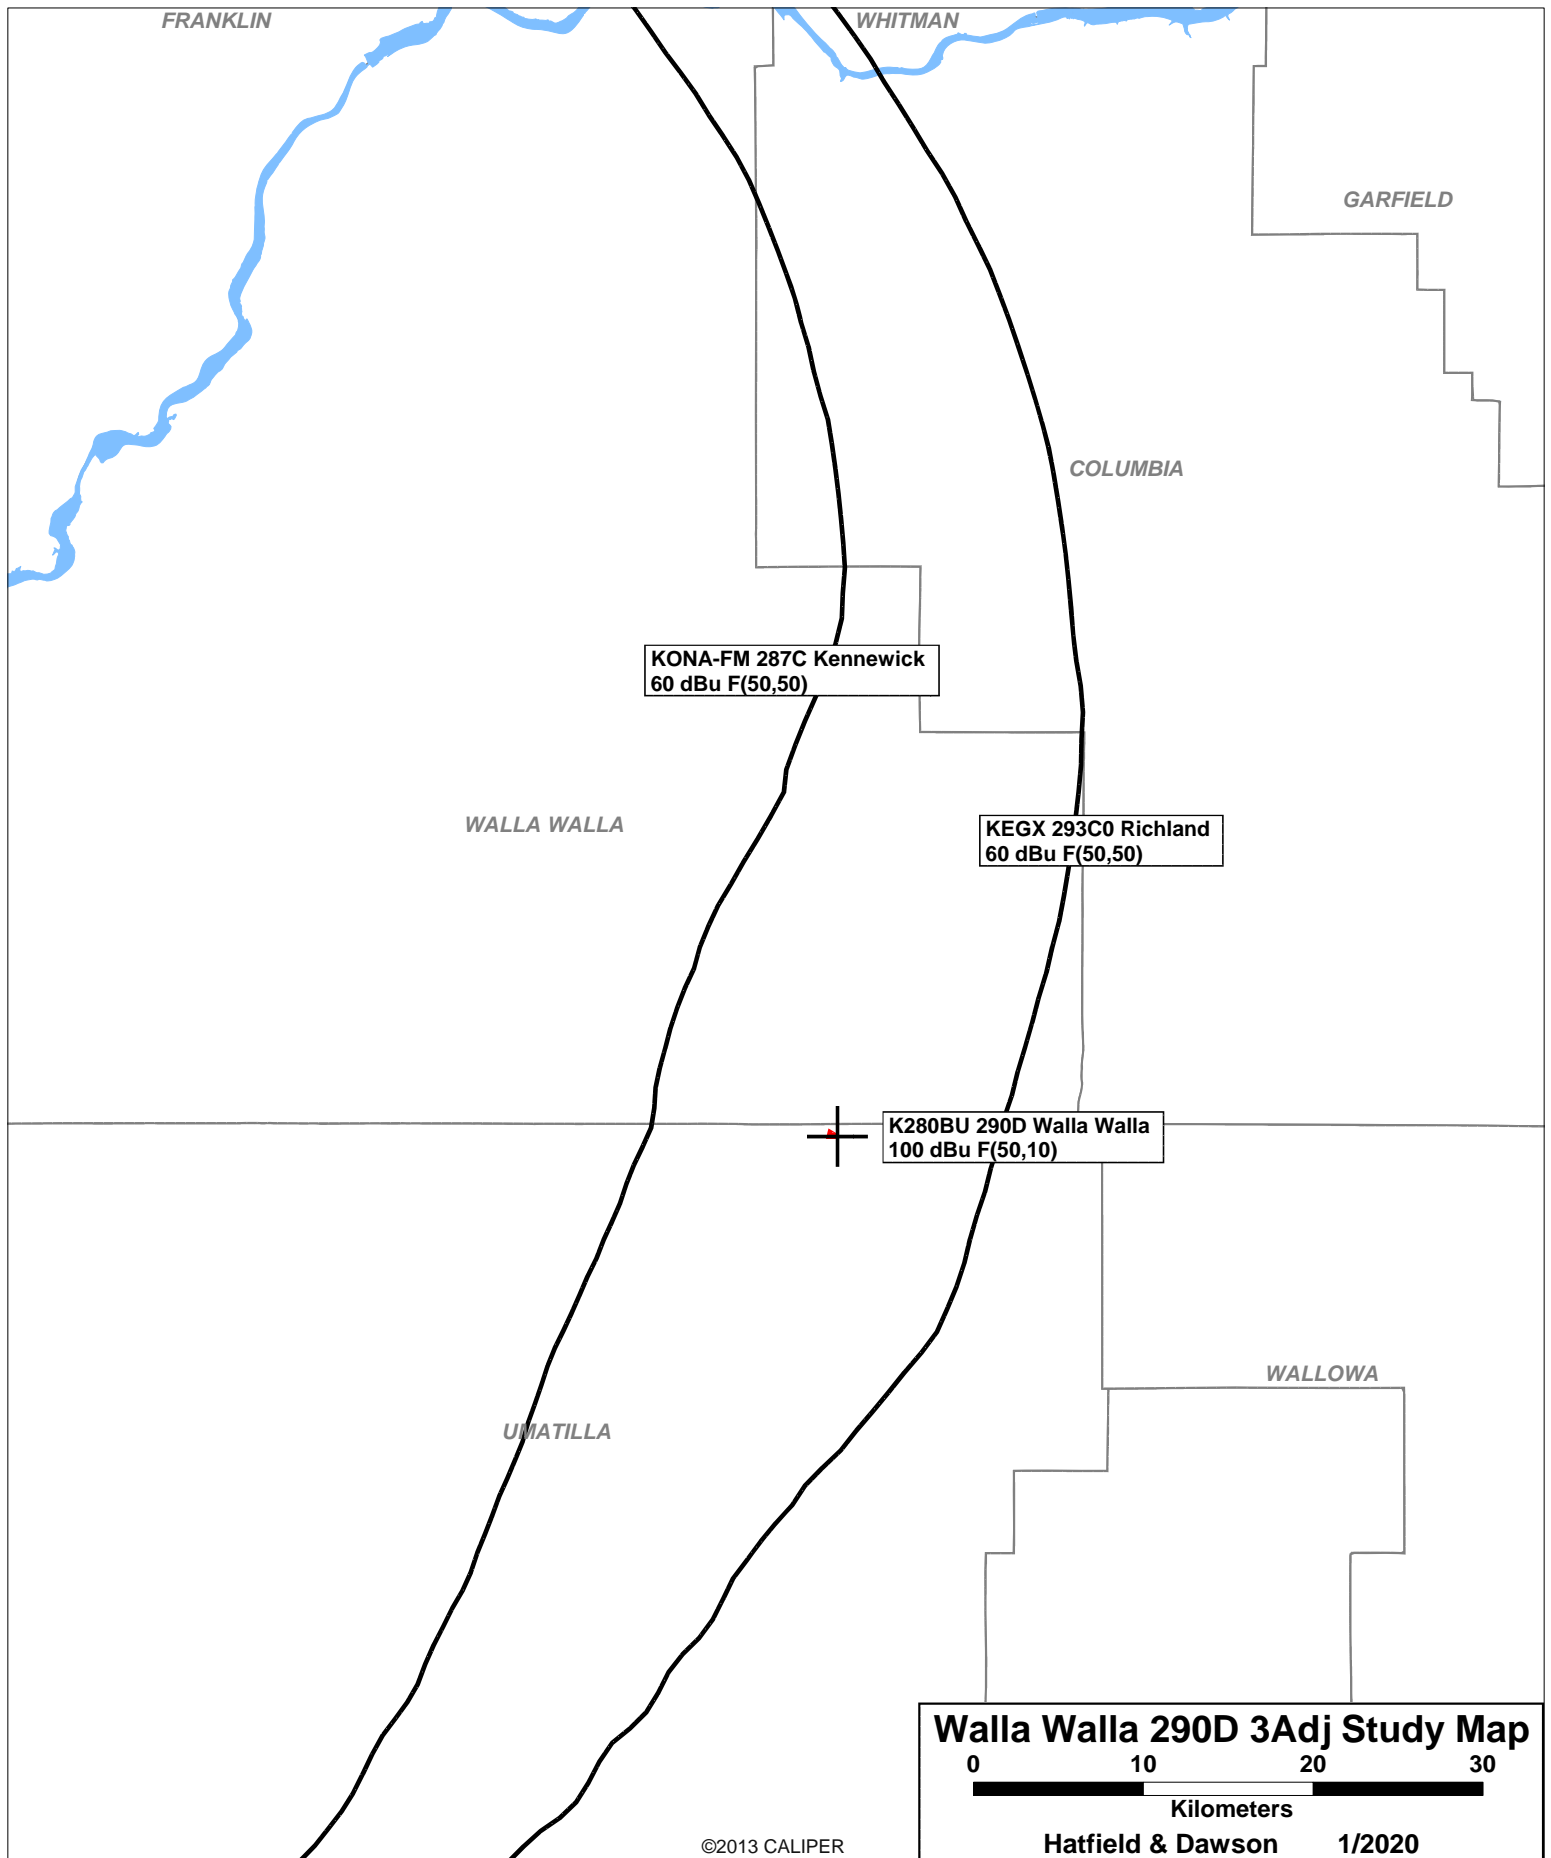 FRANKLIN
WHITMAN
GARFIELD
COLUMBIA
KONA-FM 287C Kennewick
60 dBu F(50,50)
WALLA WALLA
KEGX 293C0 Richland
60 dBu F(50,50)
K280BU 290D Walla Walla
100 dBu F(50,10)
WALLOWA
UMATILLA
Walla Walla 290D 3Adj Study Map
0 10 20 30
Kilometers
Hatfield & Dawson 1/2020
©2013 CALIPER